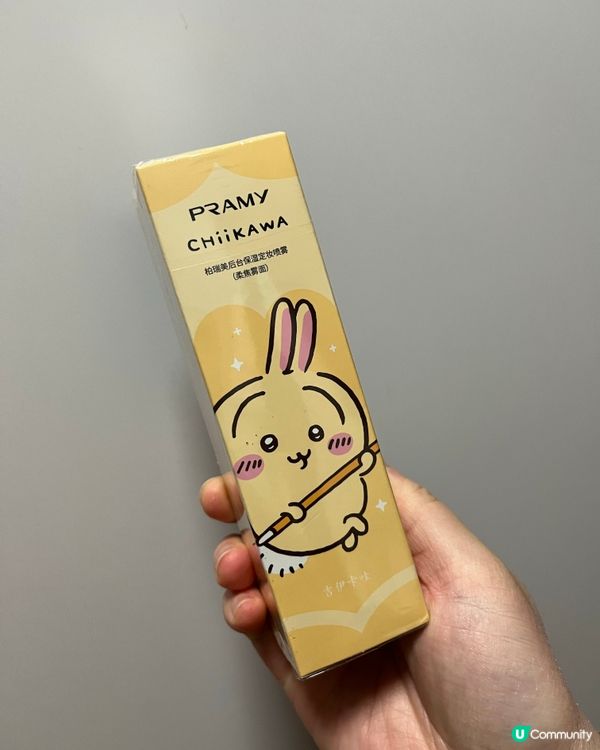 PRAMY
CHiiKAWA
柏瑞美后台保湿定妆喷雾
(柔焦雾面)
吉伊卡哇
U Community